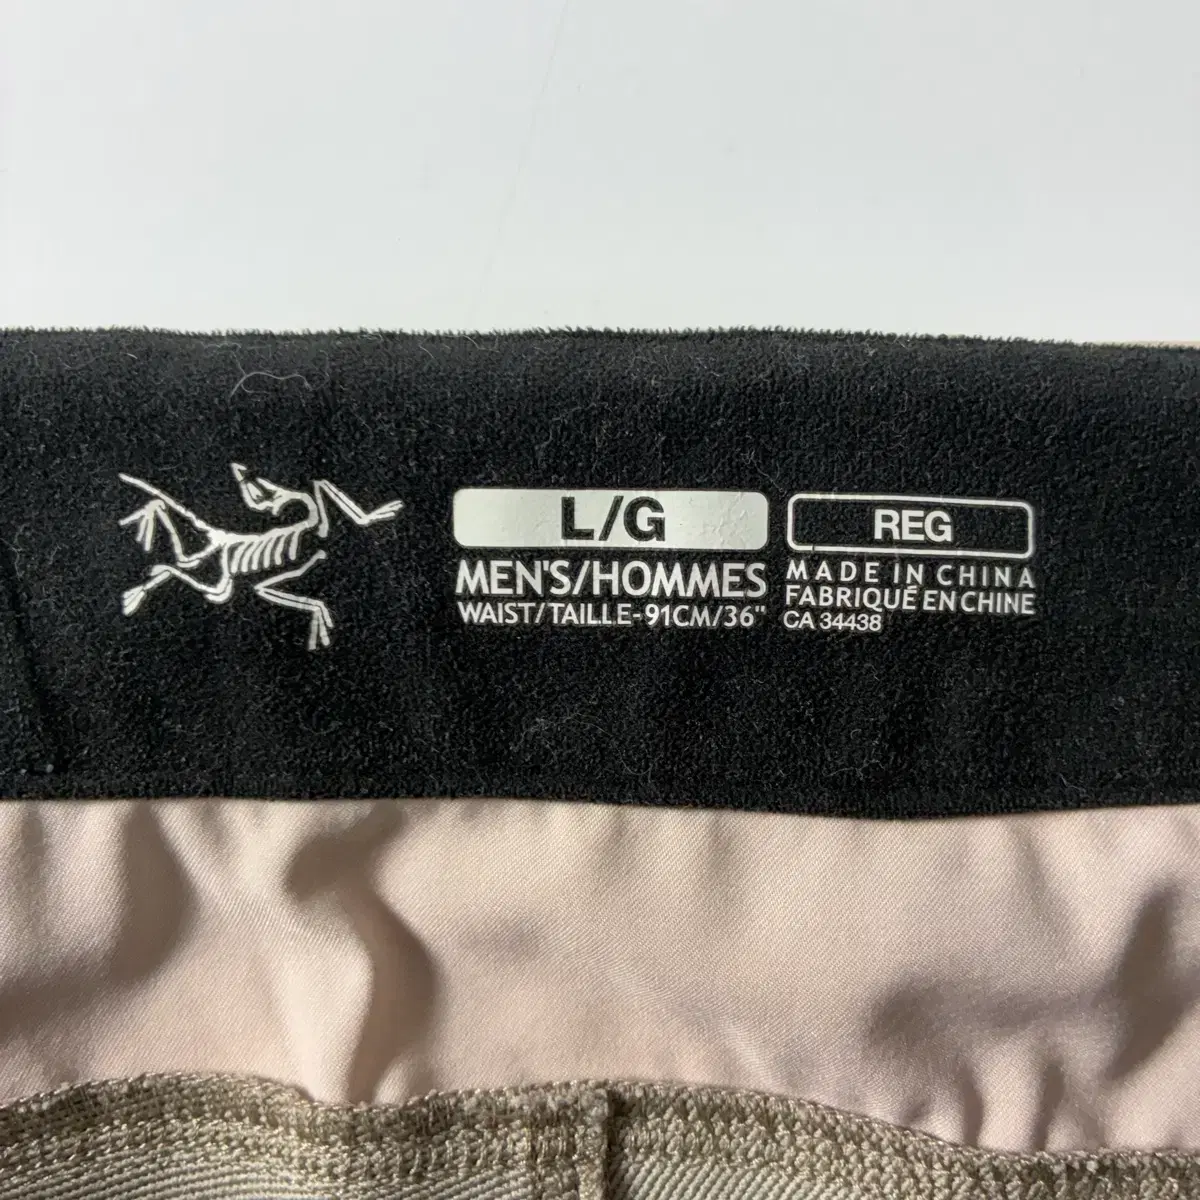 L/G
MEN'S/HOMMES
WAIST/TAILLE-91CM/36"
REG
MADE IN CHINA
FABRIQUÉ EN CHINE
CA 34438